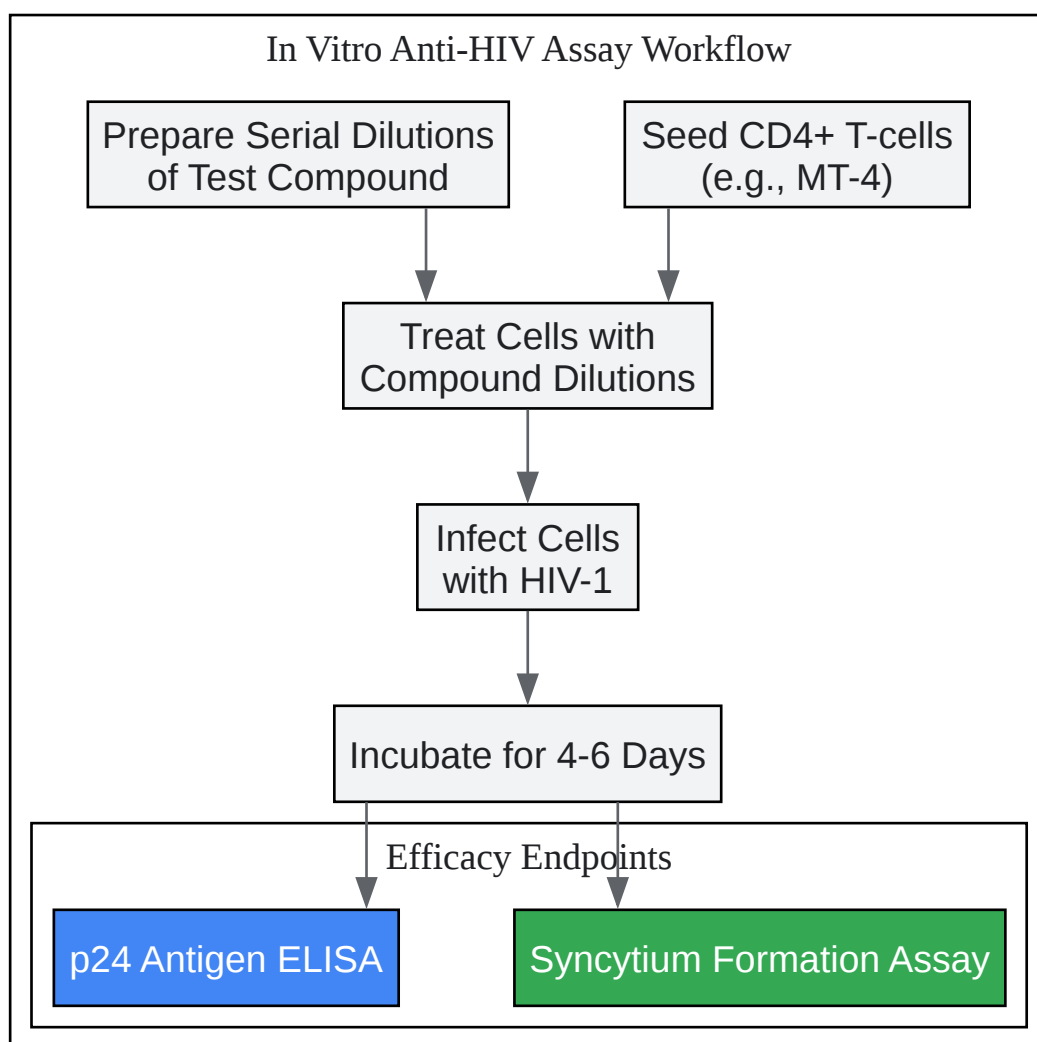 In Vitro Anti-HIV Assay Workflow
Prepare Serial Dilutions
of Test Compound
Seed CD4+ T-cells
(e.g., MT-4)
Treat Cells with
Compound Dilutions
Infect Cells
with HIV-1
Incubate for 4-6 Days
Efficacy Endpoints
p24 Antigen ELISA
Syncytium Formation Assay